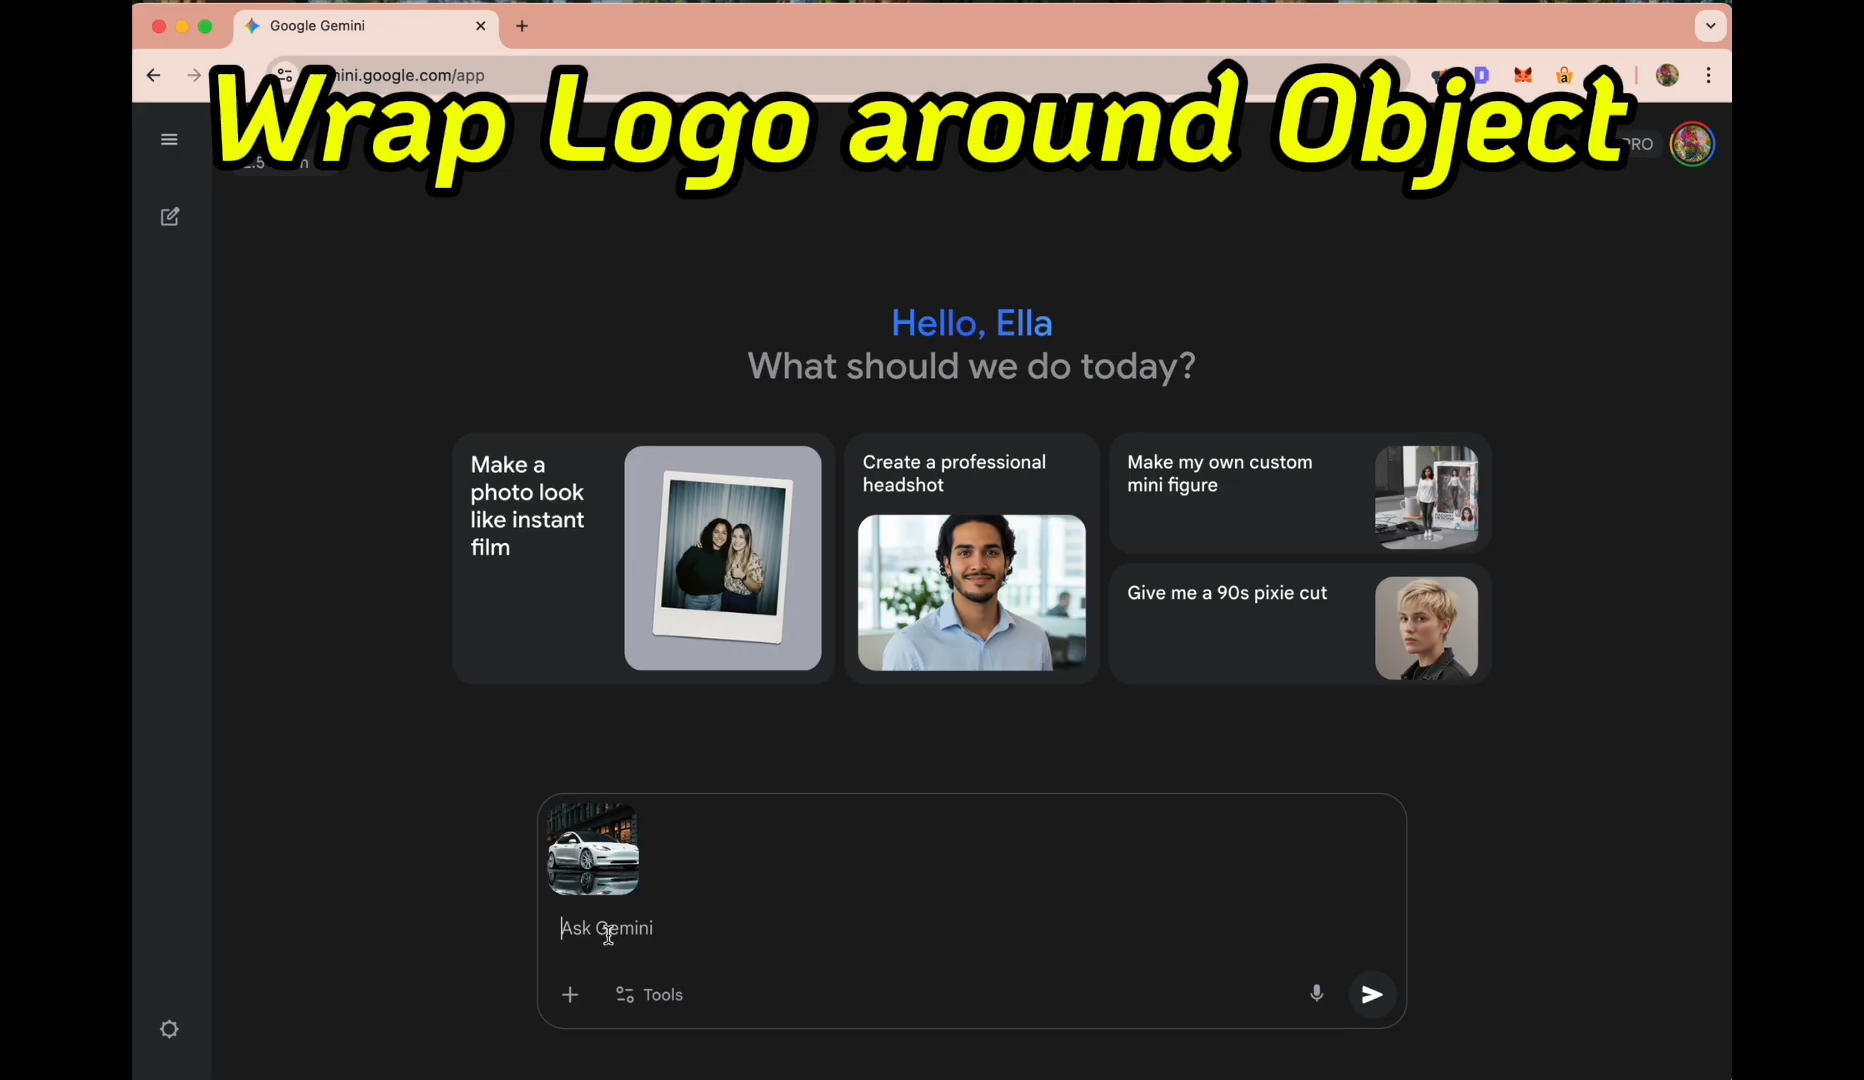 Google Gemini
mini.google.com/app
Wrap Logo around Object
PRO
Hello, Ella
What should we do today?
Make a
photo look
like instant
film
Create a professional
headshot
Make my own custom
mini figure
Give me a 90s pixie cut
Ask Gemini
Tools